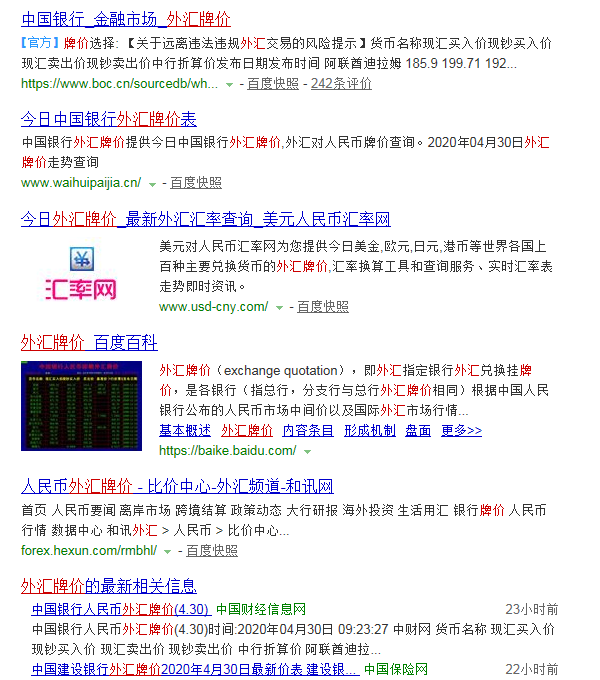 中国银行_金融市场_外汇牌价
【官方】牌价选择: 【关于远离违法违规外汇交易的风险提示】货币名称现汇买入价现钞买入价
现汇卖出价现钞卖出价中行折算价发布日期发布时间 阿联酋迪拉姆 185.9 199.71 192...
https://www.boc.cn/sourcedb/wh... - 百度快照 - 242条评价
今日中国银行外汇牌价表
中国银行外汇牌价提供今日中国银行外汇牌价,外汇对人民币牌价查询。2020年04月30日外汇
牌价走势查询
www.waihuipaijia.cn/ - 百度快照
今日外汇牌价_最新外汇汇率查询_美元人民币汇率网
汇率网
美元对人民币汇率网为您提供今日美金,欧元,日元,港币等世界各国上
百种主要兑换货币的外汇牌价,汇率换算工具和查询服务、实时汇率表
走势即时资讯。
www.usd-cny.com/ - 百度快照
外汇牌价_百度百科
外汇牌价（exchange quotation），即外汇指定银行外汇兑换挂牌
价，是各银行（指总行，分支行与总行外汇牌价相同）根据中国人民
银行公布的人民币市场中间价以及国际外汇市场行情...
基本概述 外汇牌价 内容条目 形成机制 盘面 更多>>
https://baike.baidu.com/
人民币外汇牌价 - 比价中心-外汇频道-和讯网
首页 人民币要闻 离岸市场 跨境结算 政策动态 大行研报 海外投资 生活用汇 银行牌价 人民币
行情 数据中心 和讯外汇 > 人民币 > 比价中心...
forex.hexun.com/rmbhl/ - 百度快照
外汇牌价的最新相关信息
中国银行人民币外汇牌价(4.30) 中国财经信息网 23小时前
中国银行人民币外汇牌价(4.30)时间:2020年04月30日 09:23:27 中财网 货币名称 现汇买入价
现钞买入价 现汇卖出价 现钞卖出价 中行折算价 阿联酋迪拉...
中国建设银行外汇牌价2020年4月30日最新价表 建设银... 中国保险网 22小时前